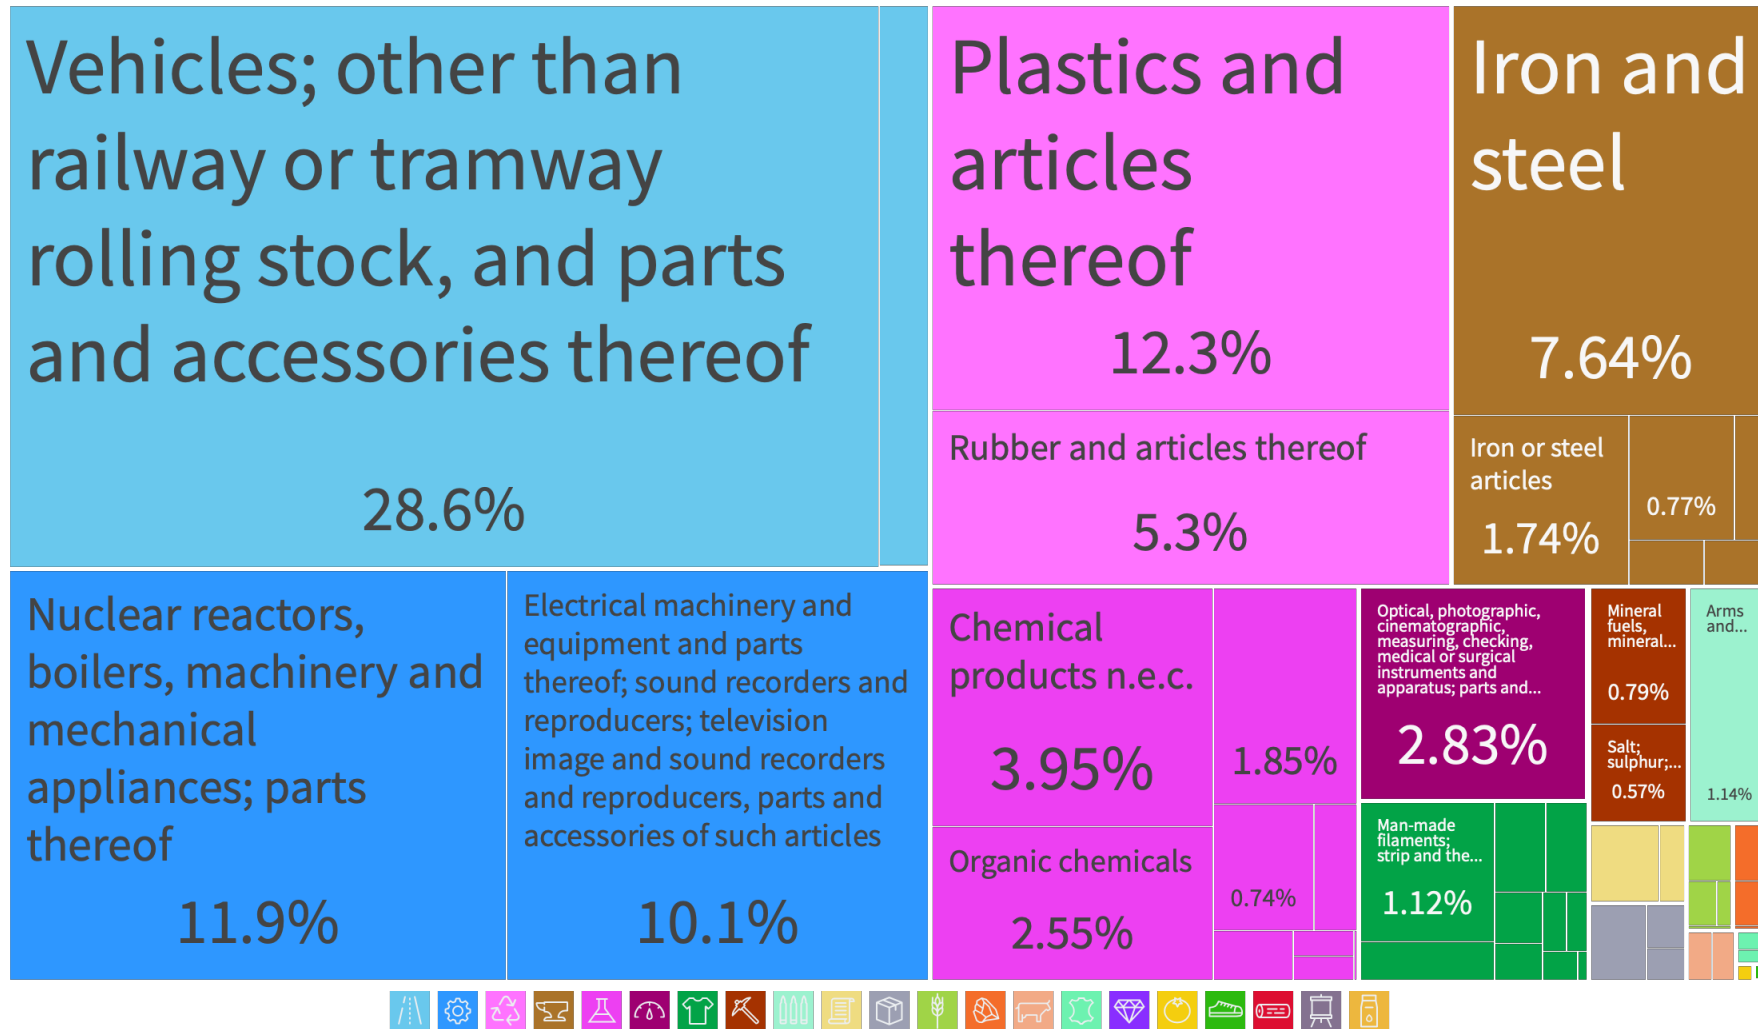 Vehicles; other than
railway or tramway
rolling stock, and parts
and accessories thereof
28.6%
Plastics and
articles
thereof
12.3%
Iron and
steel
7.64%
Rubber and articles thereof
5.3%
Iron or steel
articles
1.74%
0.77%
Nuclear reactors,
boilers, machinery and
mechanical
appliances; parts
thereof
11.9%
Electrical machinery and
equipment and parts
thereof; sound recorders and
reproducers; television
image and sound recorders
and reproducers, parts and
accessories of such articles
10.1%
Chemical
products n.e.c.
3.95%
1.85%
Organic chemicals
2.55%
0.74%
Optical, photographic,
cinematographic,
measuring, checking,
medical or surgical
instruments and
apparatus; parts and...
2.83%
Man-made
filaments;
strip and the...
1.12%
Mineral
fuels,
mineral...
0.79%
Salt;
sulphur;...
0.57%
Arms
and...
1.14%